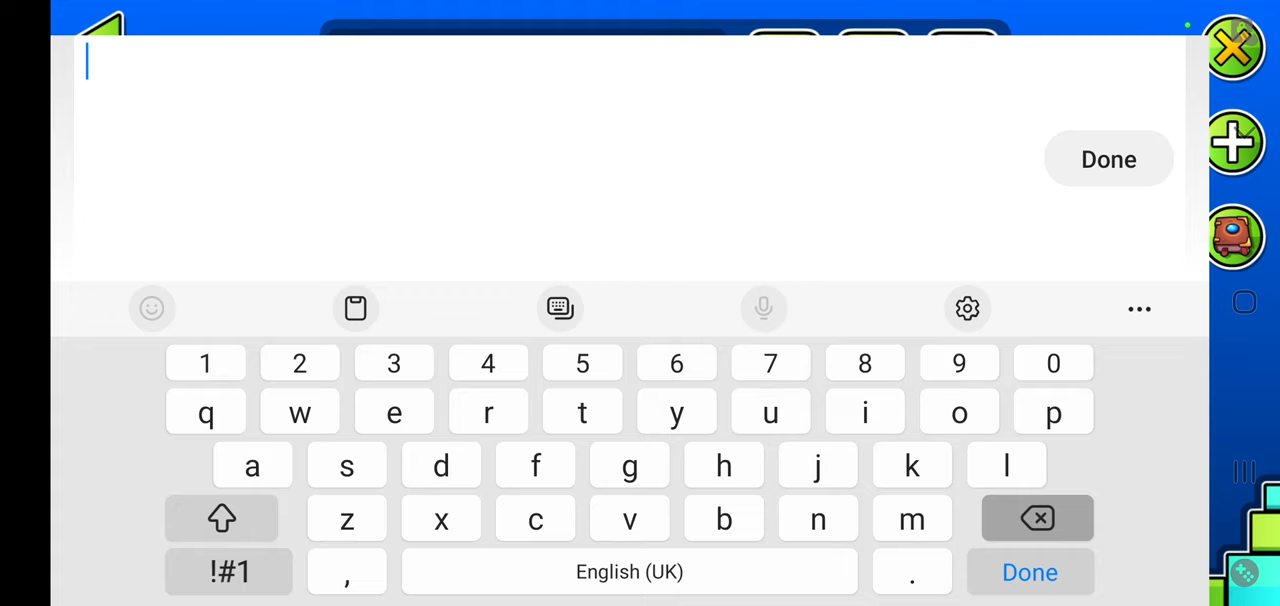 Done
1 2 3 4 5 6 7 8 9 0
q w e r t y u i o p
a s d f g h j k l
z x c v b n m
!#1 , English (UK) . Done